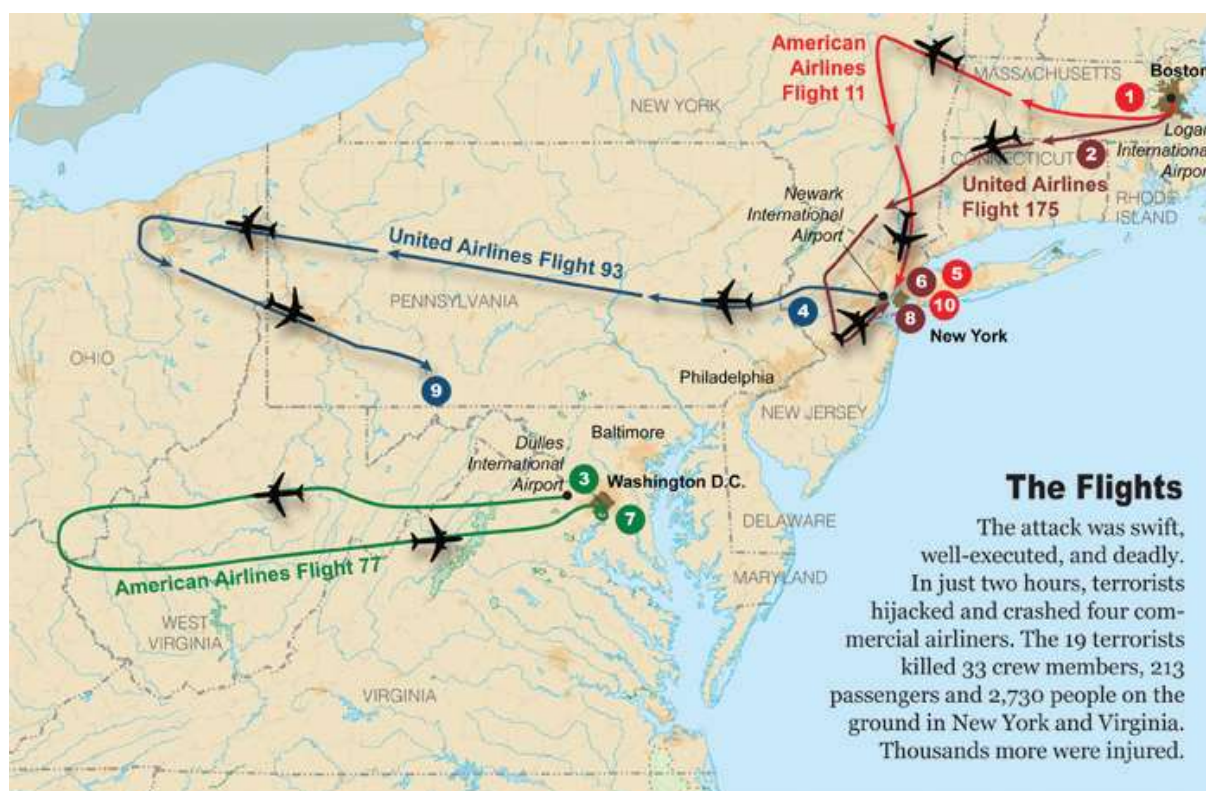 American
Airlines
Flight 11
MASSACHUSETTS
Boston
1
NEW YORK
Logan
International
Airport
2
CONNECTICUT
United Airlines
Flight 175
RHODE
ISLAND
Newark
International
Airport
United Airlines Flight 93
PENNSYLVANIA
4
6
5
10
8
New York
OHIO
9
Philadelphia
NEW JERSEY
Baltimore
Dulles
International
Airport
3
Washington D.C.
7
American Airlines Flight 77
DELAWARE
MARYLAND
WEST
VIRGINIA
VIRGINIA
The Flights
The attack was swift,
well-executed, and deadly.
In just two hours, terrorists
hijacked and crashed four com-
mercial airliners. The 19 terrorists
killed 33 crew members, 213
passengers and 2,730 people on the
ground in New York and Virginia.
Thousands more were injured.